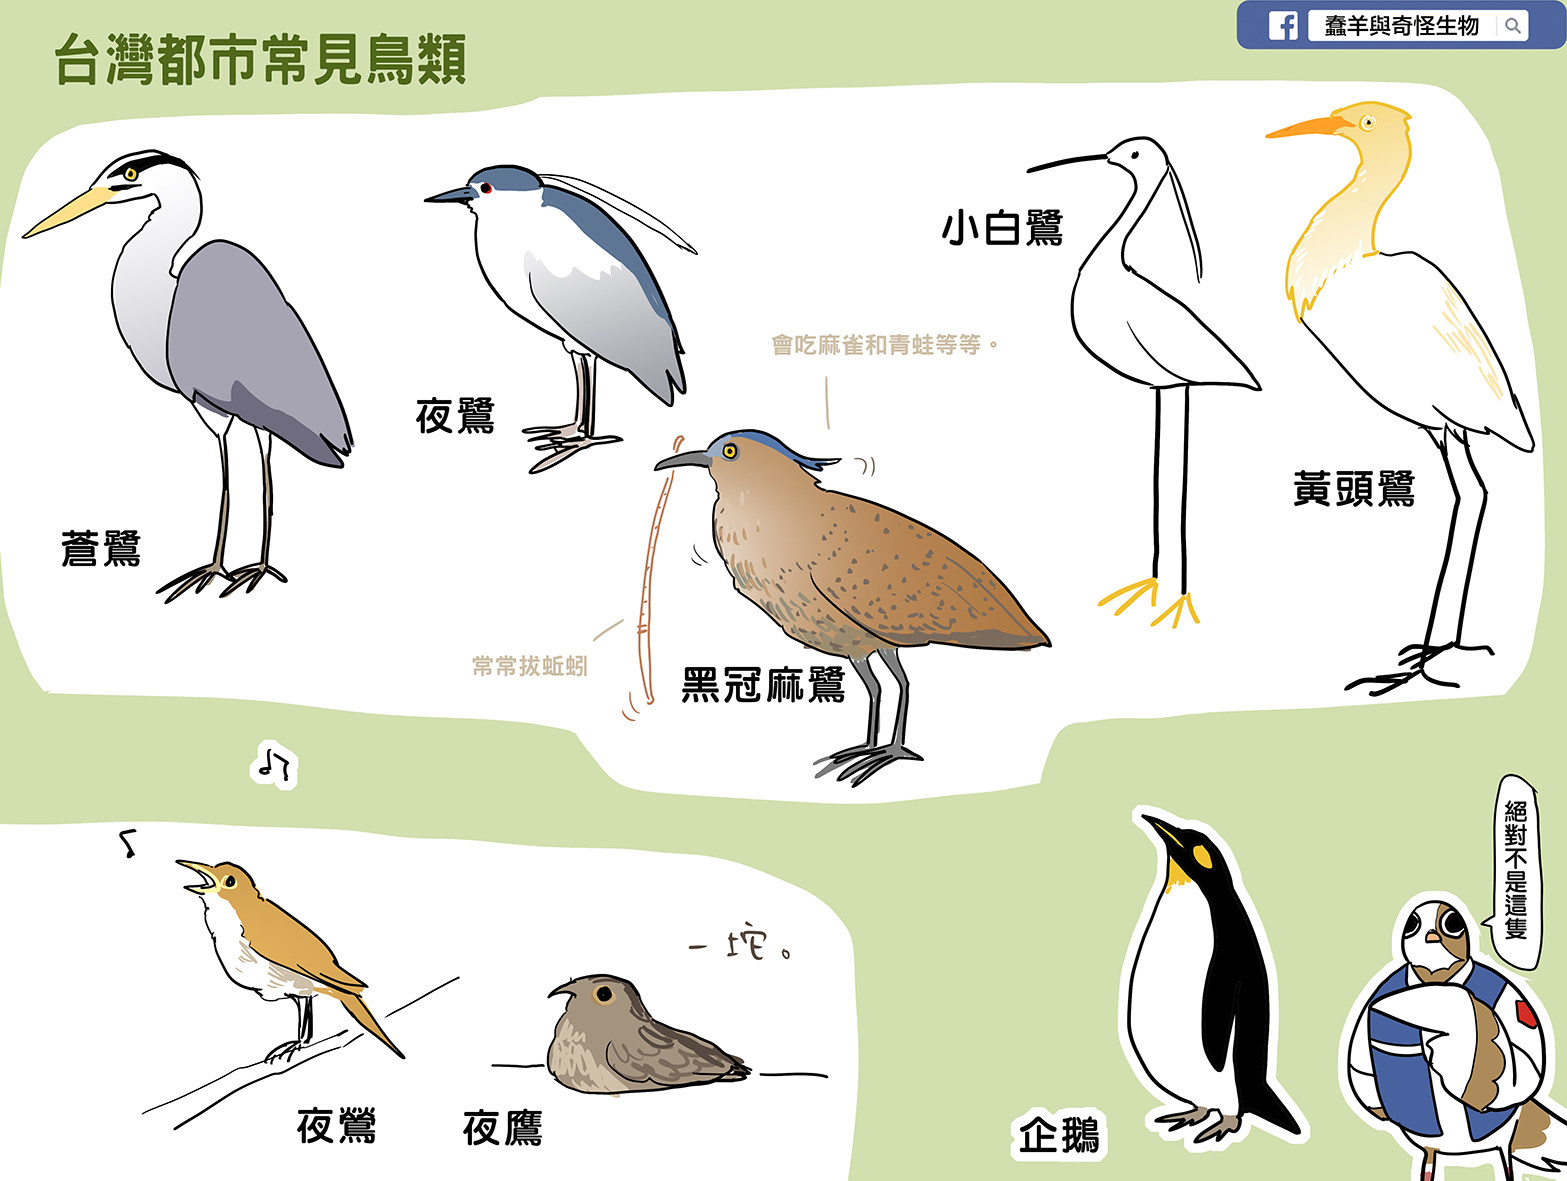 台灣都市常見鳥類
蠢羊與奇怪生物
小白鷺
會吃麻雀和青蛙等等。
夜鷺
黃頭鷺
蒼鷺
常常拔蚯蚓
黑冠麻鷺
絕對不是這隻
一坨。
夜鶯
夜鷹
企鵝